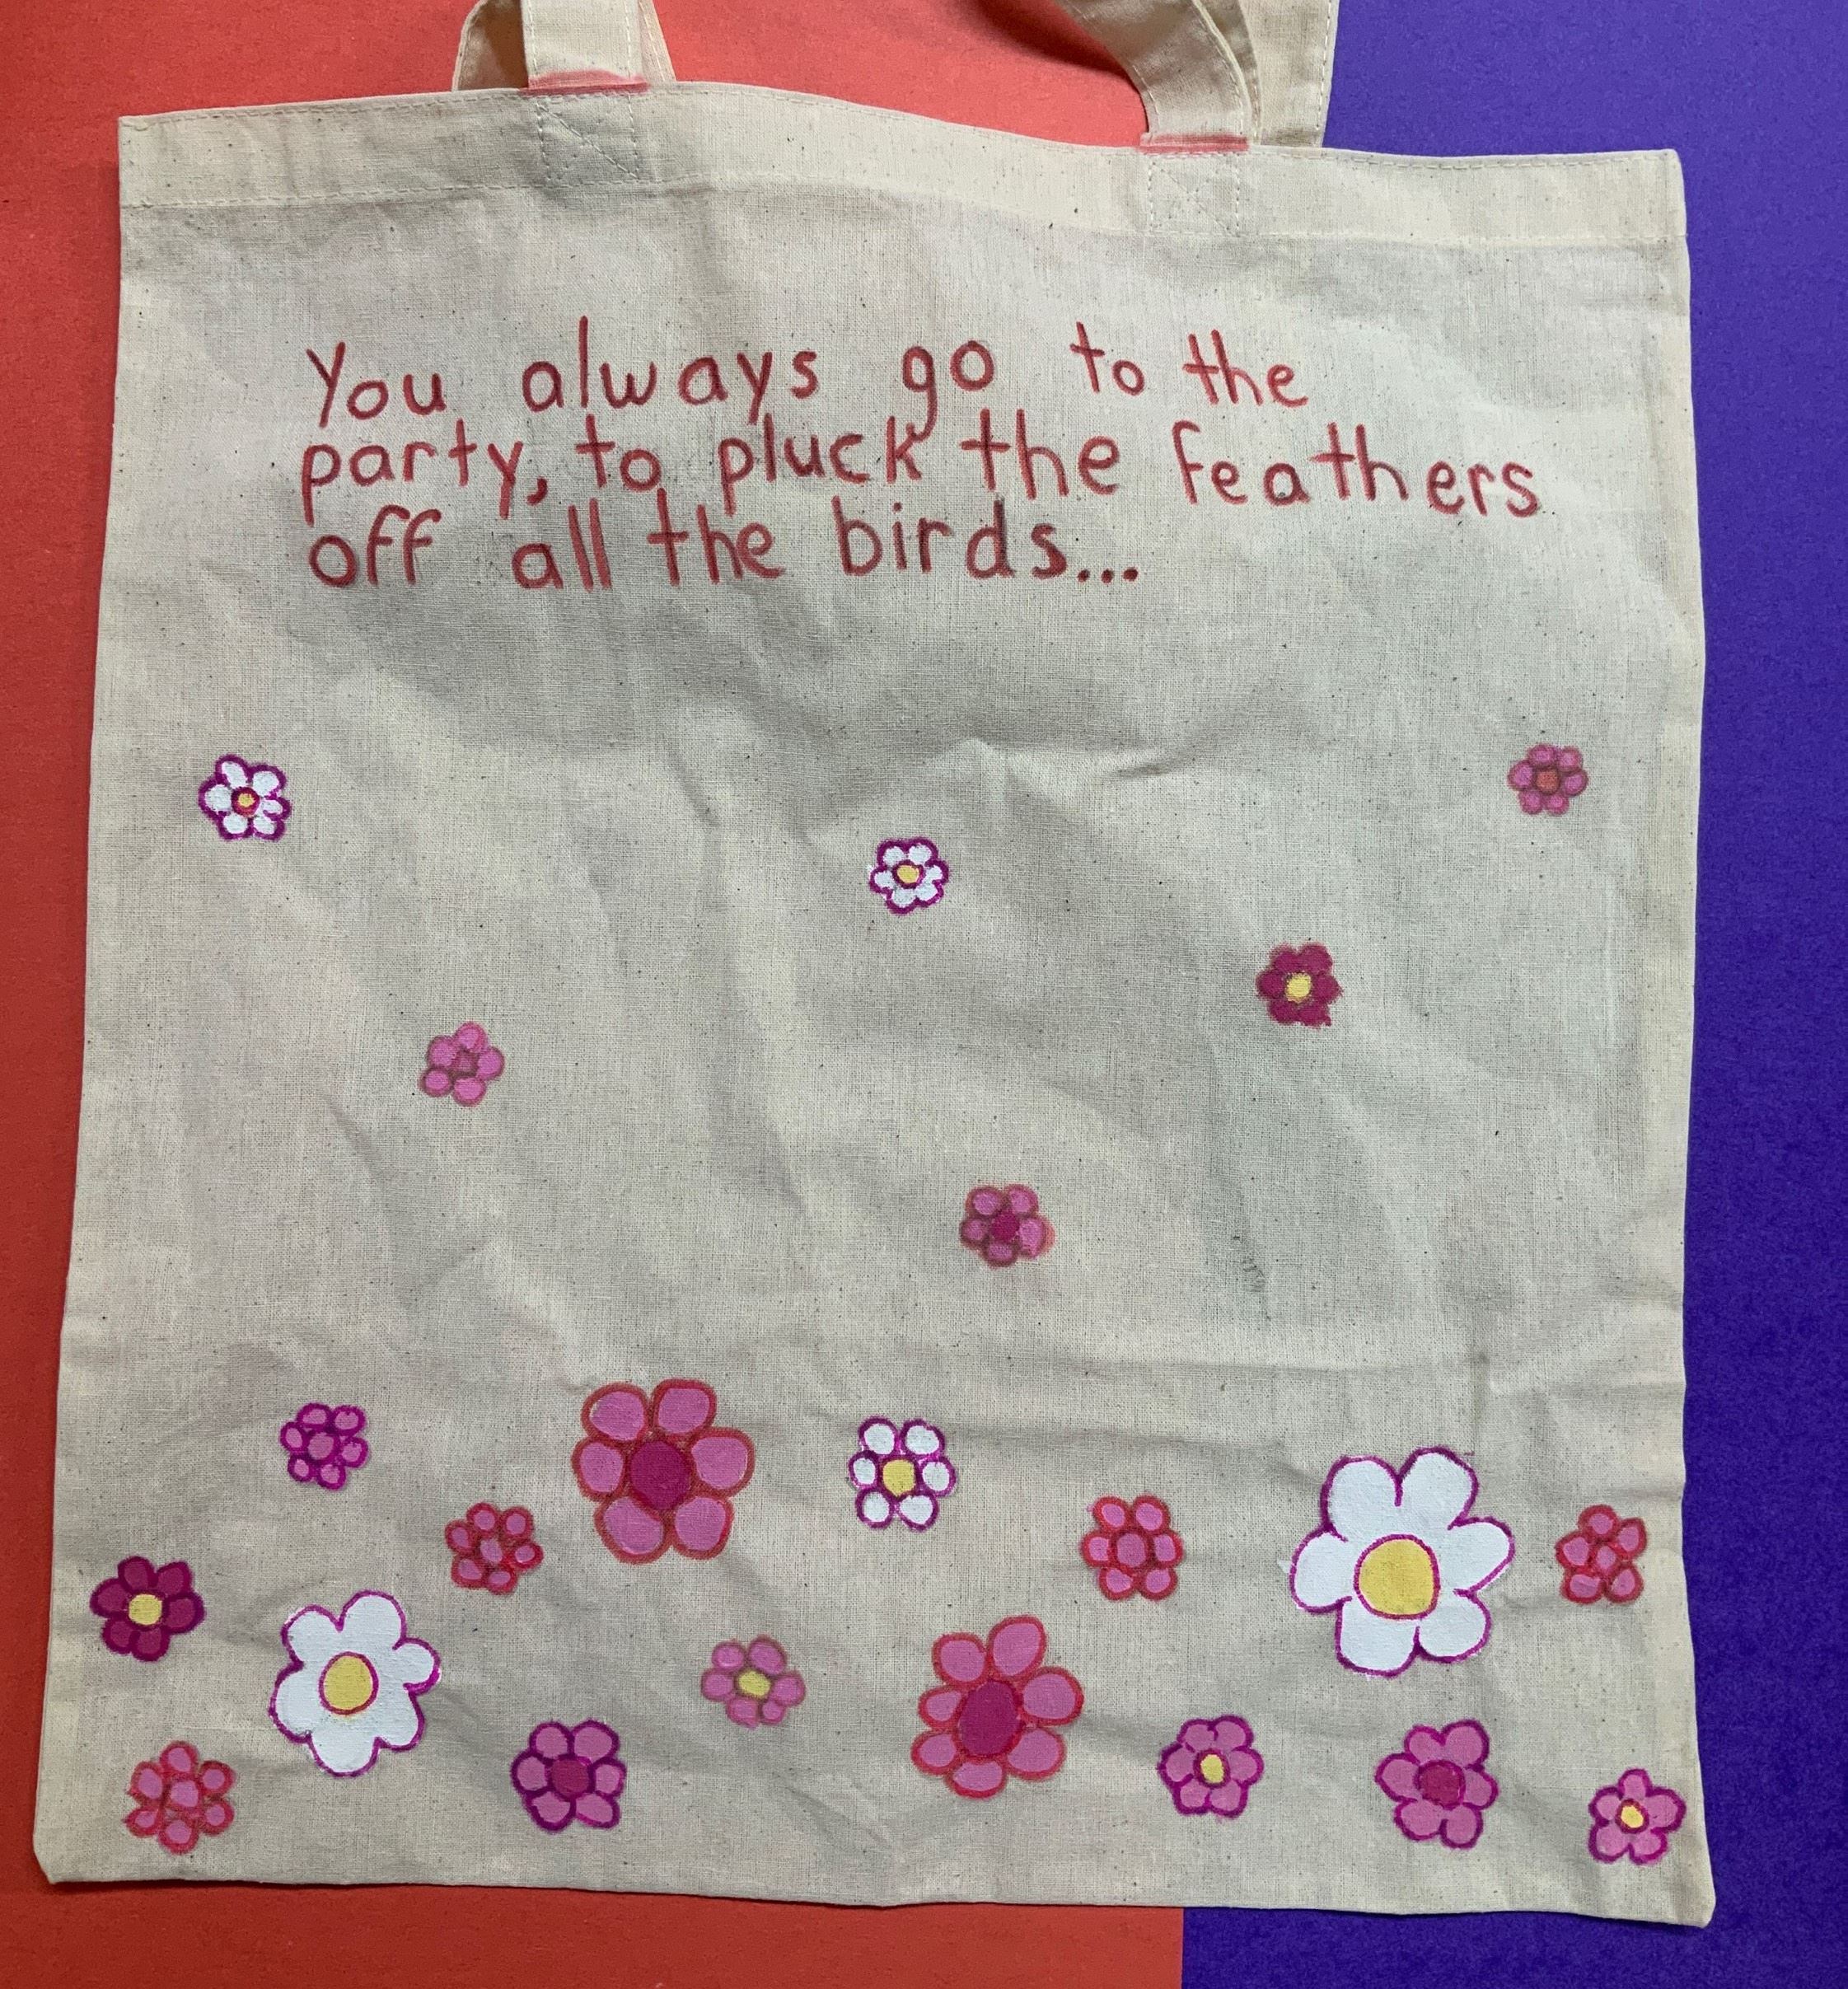 You always go to the
party, to pluck the feathers
off all the birds...